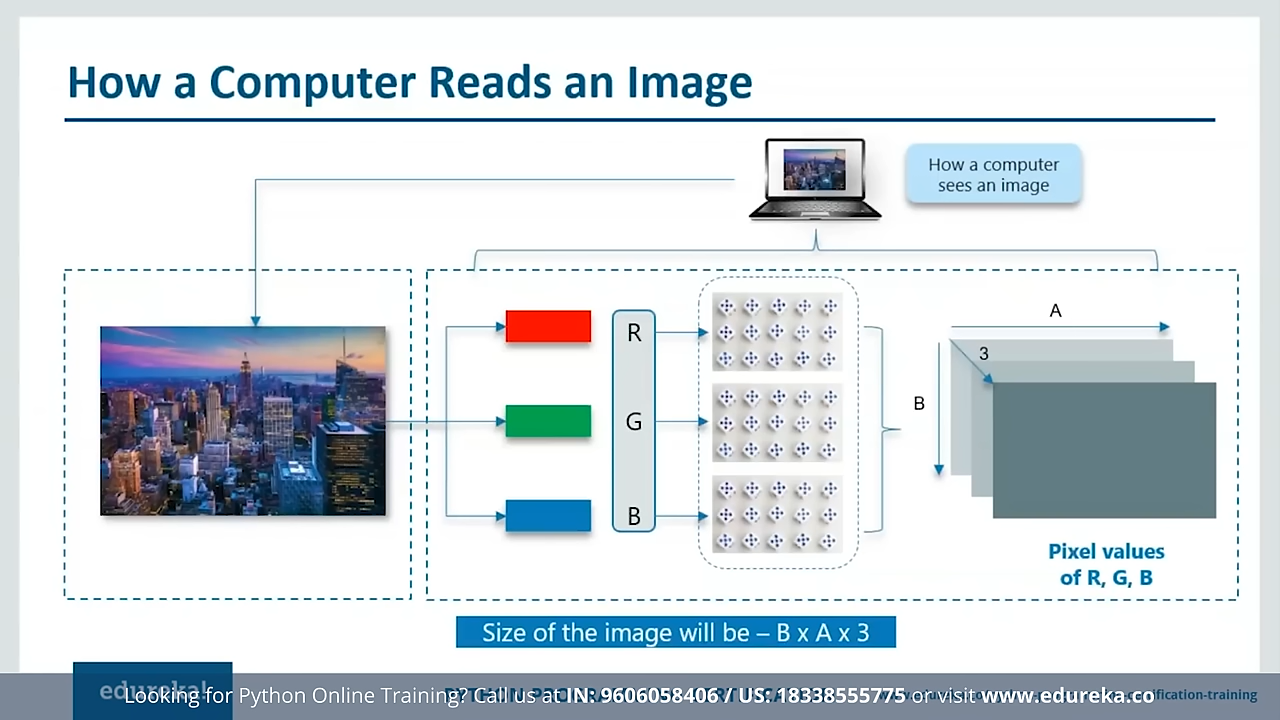 How a Computer Reads an Image
How a computer
sees an image
R
G
B
A
3
B
Pixel values
of R, G, B
Size of the image will be – B x A x 3
edureka!
Looking for Python Online Training? Call us at IN: 9606058406 / US: 18338555775 or visit www.edureka.co